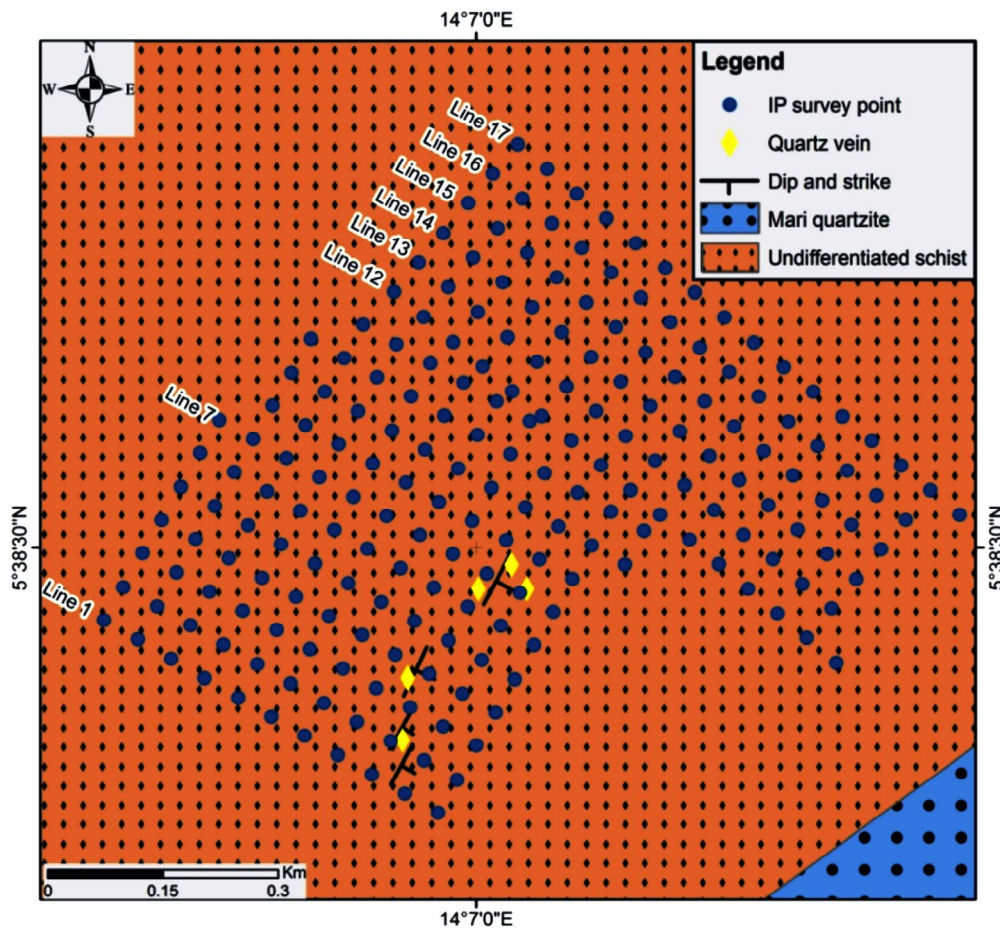 14°7'0"E
N
W E
S
Legend
IP survey point
Quartz vein
Dip and strike
Mari quartzite
Undifferentiated schist
Line 17
Line 16
Line 15
Line 14
Line 13
Line 12
Line 7
Line 1
5°38'30"N
5°38'30"N
Km
0 0.15 0.3
14°7'0"E